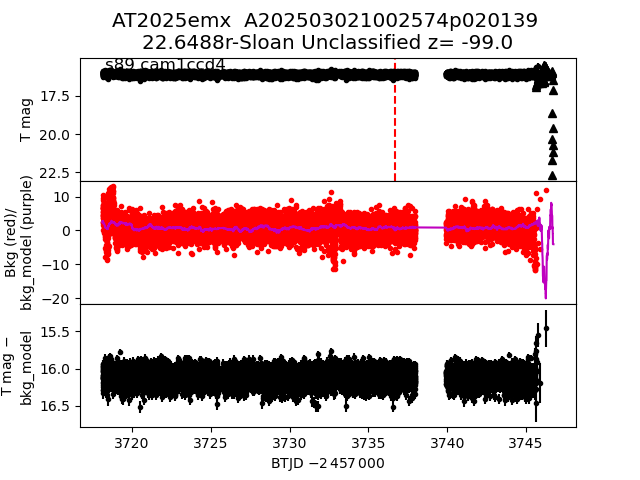 AT2025emx A202503021002574p020139
22.6488r-Sloan Unclassified z= -99.0
s89 cam1ccd4
T mag
17.5
20.0
22.5
Bkg (red)/
bkg_model (purple)
10
0
−10
−20
T mag −
bkg_model
15.5
16.0
16.5
3720 3725 3730 3735 3740 3745
BTJD −2 457 000